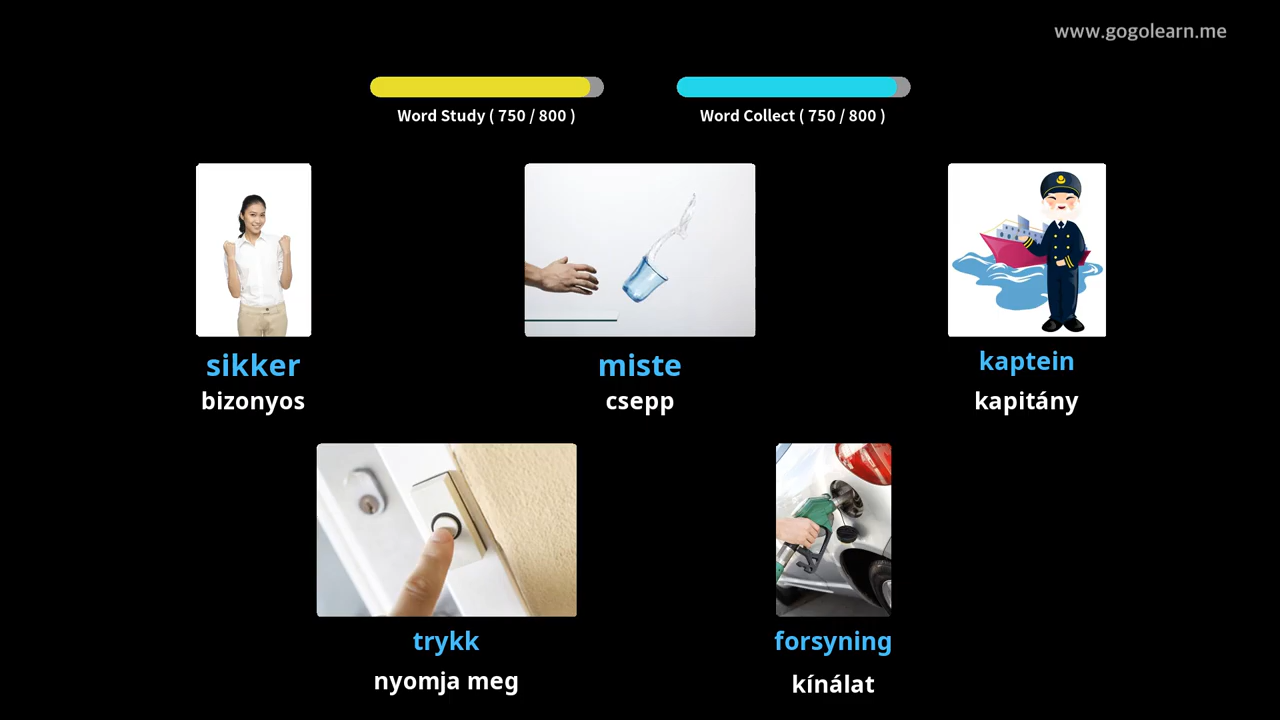 www.gogolearn.me
Word Study ( 750 / 800 )
Word Collect ( 750 / 800 )
sikker
bizonyos
miste
csepp
kaptein
kapitány
trykk
nyomja meg
forsyning
kínálat